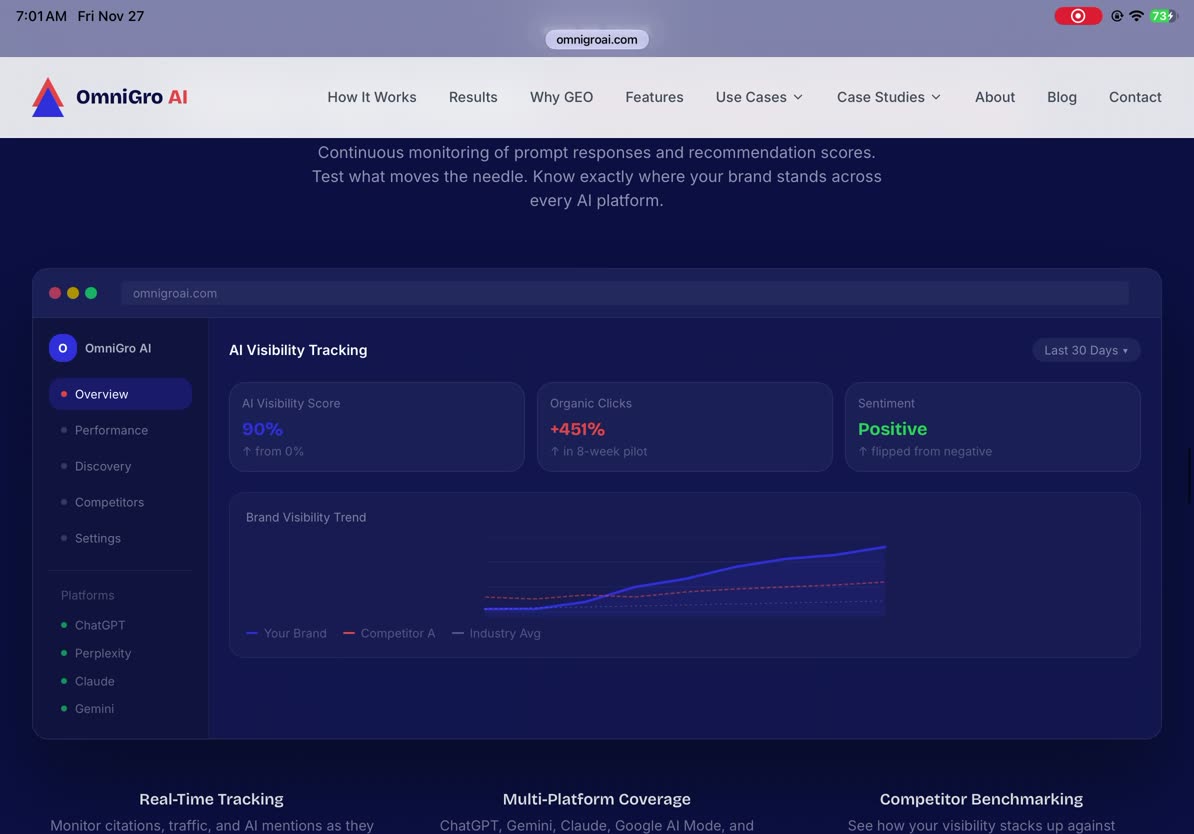 7:01 AM Fri Nov 27
73
omnigroai.com
OmniGro AI
How It Works
Results
Why GEO
Features
Use Cases
Case Studies
About
Blog
Contact
Continuous monitoring of prompt responses and recommendation scores.
Test what moves the needle. Know exactly where your brand stands across
every AI platform.
omnigroai.com
O OmniGro AI
Overview
Performance
Discovery
Competitors
Settings
Platforms
ChatGPT
Perplexity
Claude
Gemini
AI Visibility Tracking
Last 30 Days ▾
AI Visibility Score
90%
↑ from 0%
Organic Clicks
+451%
↑ in 8-week pilot
Sentiment
Positive
↑ flipped from negative
Brand Visibility Trend
Your Brand
Competitor A
Industry Avg
Real-Time Tracking
Monitor citations, traffic, and AI mentions as they
Multi-Platform Coverage
ChatGPT, Gemini, Claude, Google AI Mode, and
Competitor Benchmarking
See how your visibility stacks up against